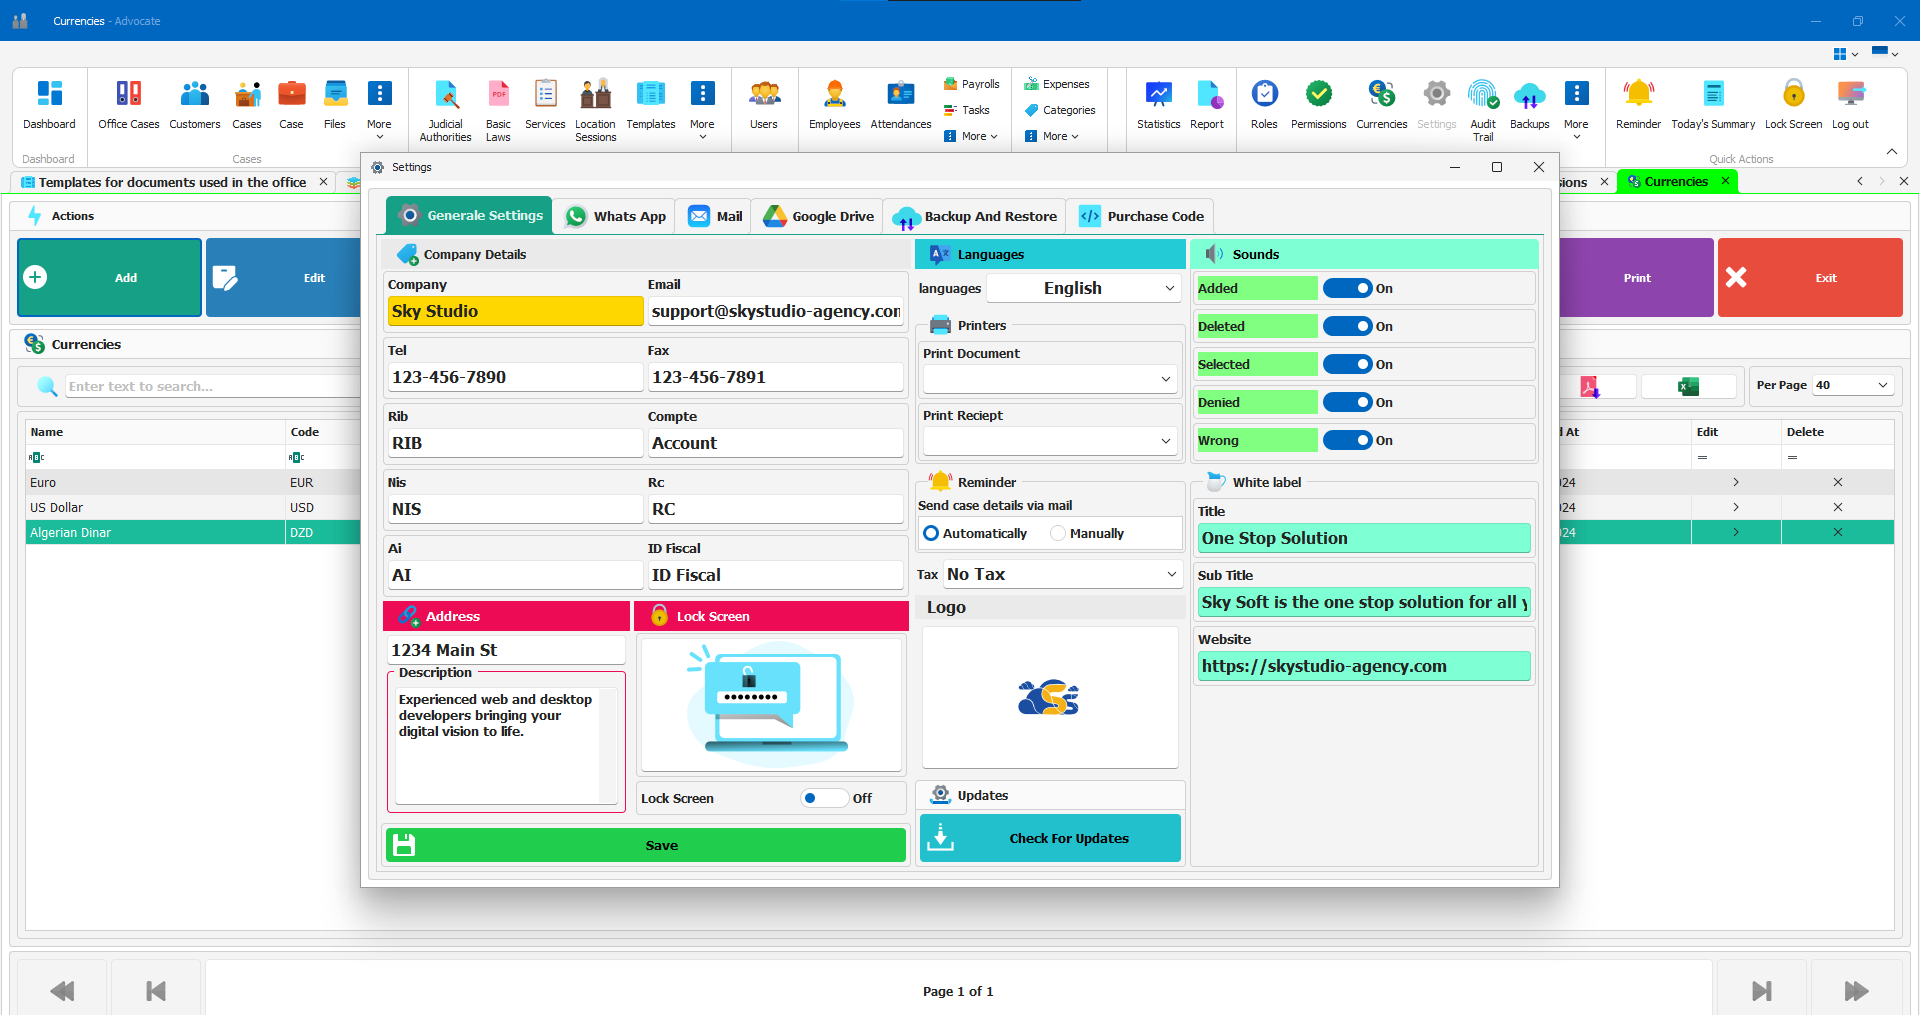 Currencies - Advocate
Dashboard
Office Cases
Customers
Cases
Case
Files
More
Judicial Authorities
Basic Laws
Services
Location Sessions
Templates
More
Users
Employees
Attendances
Payrolls
Tasks
More
Expenses
Categories
More
Statistics
Report
Roles
Permissions
Currencies
Settings
Audit Trail
Backups
More
Reminder
Today's Summary
Lock Screen
Log out
Dashboard
Cases
Quick Actions
Templates for documents used in the office
sions
Currencies
Actions
Add
Edit
Print
Exit
Currencies
Enter text to search...
Per Page 40
Name
Code
Euro
EUR
US Dollar
USD
Algerian Dinar
DZD
d At
Edit
Delete
=
=
24
24
24
Page 1 of 1
Settings
Generale Settings
Whats App
Mail
Google Drive
Backup And Restore
Purchase Code
Company Details
Company
Email
Sky Studio
support@skystudio-agency.con
Tel
Fax
123-456-7890
123-456-7891
Rib
Compte
RIB
Account
Nis
Rc
NIS
RC
Ai
ID Fiscal
AI
ID Fiscal
Address
1234 Main St
Description
Experienced web and desktop
developers bringing your
digital vision to life.
Lock Screen
Lock Screen
Off
Save
Languages
languages
English
Printers
Print Document
Print Reciept
Reminder
Send case details via mail
Automatically
Manually
Tax
No Tax
Logo
Updates
Check For Updates
Sounds
Added
On
Deleted
On
Selected
On
Denied
On
Wrong
On
White label
Title
One Stop Solution
Sub Title
Sky Soft is the one stop solution for all y
Website
https://skystudio-agency.com